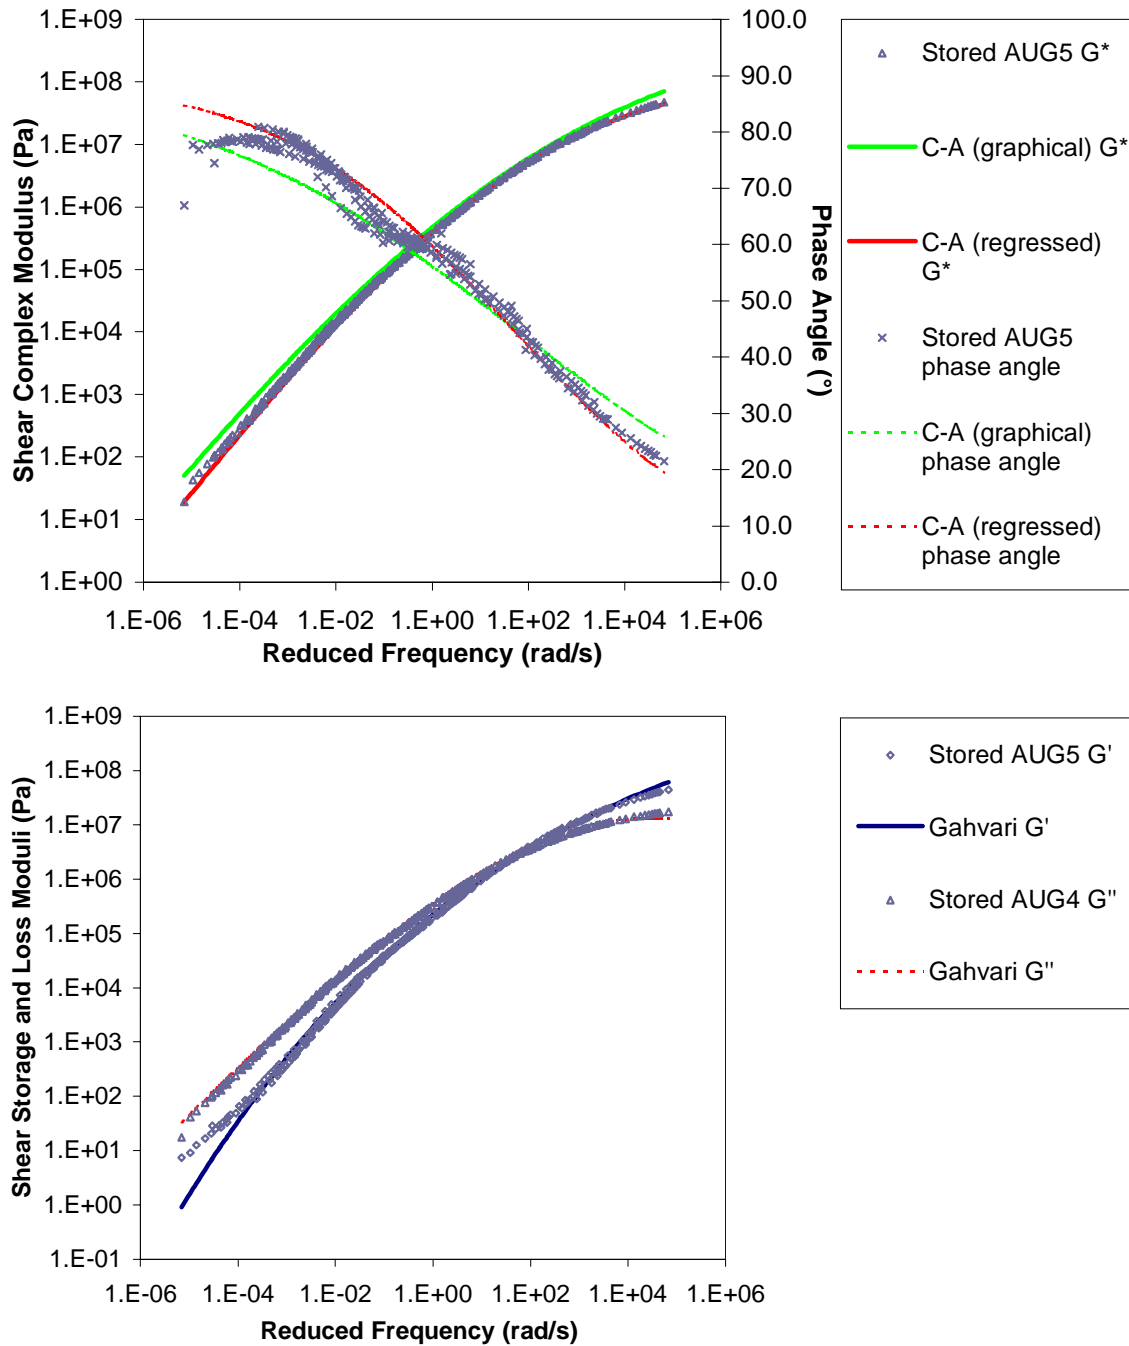 1.E+09
1.E+08
1.E+07
1.E+06
1.E+05
1.E+04
1.E+03
1.E+02
1.E+01
1.E+00
Shear Complex Modulus (Pa)
100.0
90.0
80.0
70.0
60.0
50.0
40.0
30.0
20.0
10.0
0.0
Phase Angle (°)
1.E-06
1.E-04
1.E-02
1.E+00
1.E+02
1.E+04
1.E+06
Reduced Frequency (rad/s)
Stored AUG5 G*
C-A (graphical) G*
C-A (regressed)
G*
Stored AUG5
phase angle
C-A (graphical)
phase angle
C-A (regressed)
phase angle
1.E+09
1.E+08
1.E+07
1.E+06
1.E+05
1.E+04
1.E+03
1.E+02
1.E+01
1.E+00
1.E-01
Shear Storage and Loss Moduli (Pa)
1.E-06
1.E-04
1.E-02
1.E+00
1.E+02
1.E+04
1.E+06
Reduced Frequency (rad/s)
Stored AUG5 G'
Gahvari G'
Stored AUG4 G"
Gahvari G"